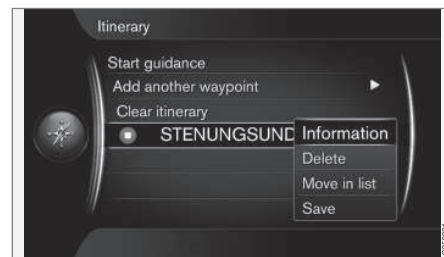 Itinerary
Start guidance
Add another waypoint
Clear itinerary
STENUNGSUND
Information
Delete
Move in list
Save